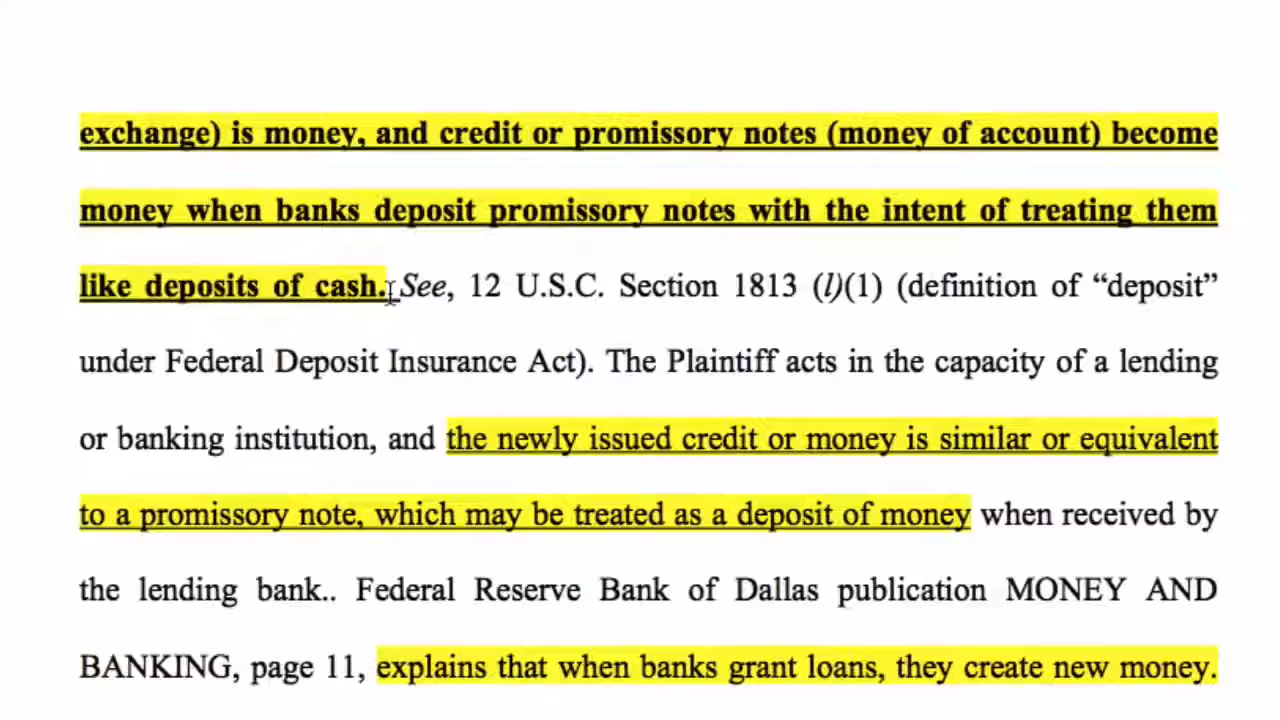 exchange) is money, and credit or promissory notes (money of account) become
money when banks deposit promissory notes with the intent of treating them
like deposits of cash. See, 12 U.S.C. Section 1813 (l)(1) (definition of “deposit”
under Federal Deposit Insurance Act). The Plaintiff acts in the capacity of a lending
or banking institution, and the newly issued credit or money is similar or equivalent
to a promissory note, which may be treated as a deposit of money when received by
the lending bank.. Federal Reserve Bank of Dallas publication MONEY AND
BANKING, page 11, explains that when banks grant loans, they create new money.